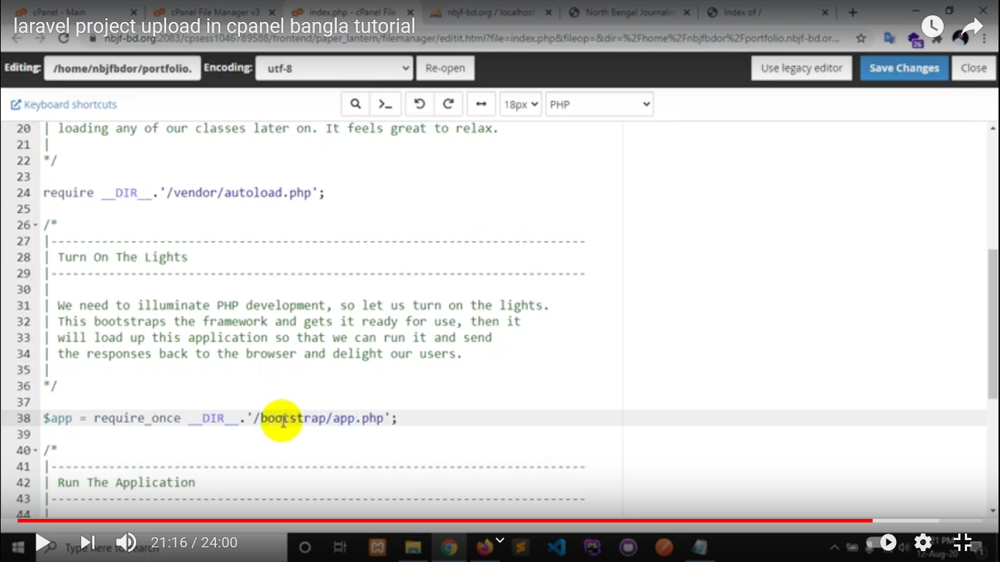 cPanel - Main
cPanel File Manager v3
index.php - cPanel File
nbjf-bd.org / localhost
North Bengal Journalis
Index of /
laravel project upload in cpanel bangla tutorial
nbjf-bd.org:2083/cpsess1046789588/frontend/paper_lantern/filemanager/editit.html?file=index.php&fileop=&dir=%2Fhome%2Fnbjfbdor%2Fportfolio.nbjf-bd.or...
26
Editing: /home/nbjfbdor/portfolio. Encoding: utf-8 Re-open Use legacy editor Save Changes Close
Keyboard shortcuts 18px PHP
20 | loading any of our classes later on. It feels great to relax.
21 |
22 */
23
24 require __DIR__.'/vendor/autoload.php';
25
26 /*
27 |--------------------------------------------------------------------------
28 | Turn On The Lights
29 |--------------------------------------------------------------------------
30 |
31 | We need to illuminate PHP development, so let us turn on the lights.
32 | This bootstraps the framework and gets it ready for use, then it
33 | will load up this application so that we can run it and send
34 | the responses back to the browser and delight our users.
35 |
36 */
37
38 $app = require_once __DIR__.'/bootstrap/app.php';
39
40 /*
41 |--------------------------------------------------------------------------
42 | Run The Application
43 |--------------------------------------------------------------------------
44 |
Type here to search
21:16 / 24:00
21 PM
12-Aug-20